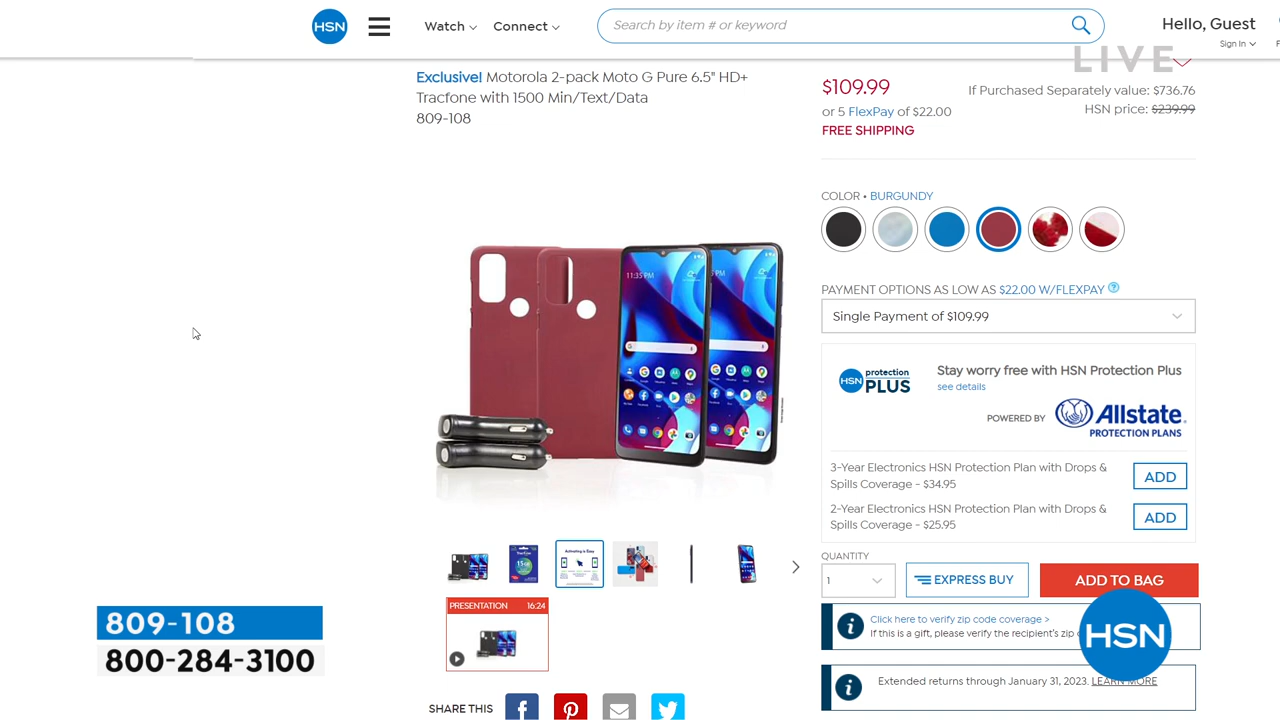 HSN
Watch
Connect
Search by item # or keyword
Hello, Guest
Sign In
LIVE
Exclusive! Motorola 2-pack Moto G Pure 6.5" HD+
Tracfone with 1500 Min/Text/Data
809-108
$109.99
If Purchased Separately value: $736.76
or 5 FlexPay of $22.00
HSN price: $239.99
FREE SHIPPING
COLOR • BURGUNDY
PAYMENT OPTIONS AS LOW AS $22.00 W/FLEXPAY ?
Single Payment of $109.99
HSN protection PLUS
Stay worry free with HSN Protection Plus
see details
POWERED BY Allstate
PROTECTION PLANS
3-Year Electronics HSN Protection Plan with Drops &
Spills Coverage - $34.95
ADD
2-Year Electronics HSN Protection Plan with Drops &
Spills Coverage - $25.95
ADD
QUANTITY
1
EXPRESS BUY
ADD TO BAG
Click here to verify zip code coverage >
If this is a gift, please verify the recipient's zip
Extended returns through January 31, 2023. LEARN MORE
HSN
11:35 PM
Activating is Easy
PRESENTATION 16:24
SHARE THIS
809-108
800-284-3100